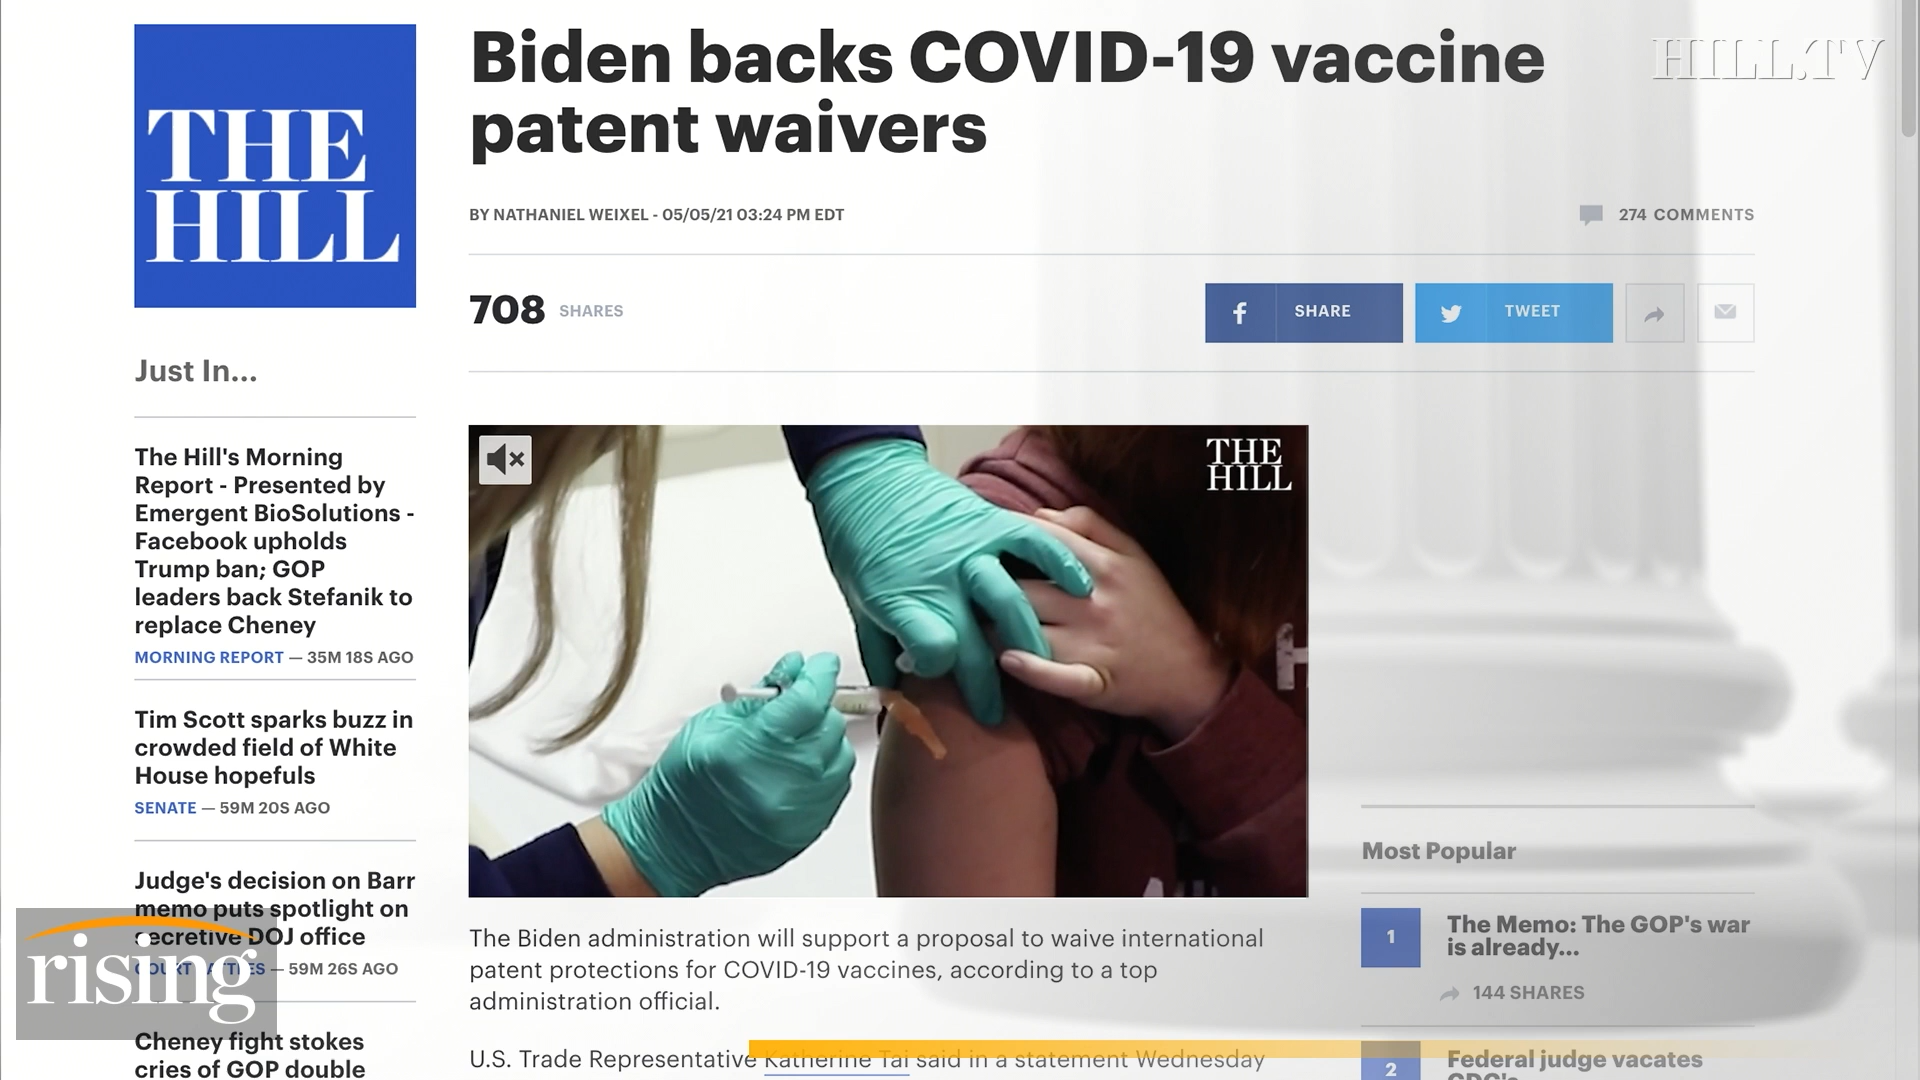 THE
HILL
Biden backs COVID-19 vaccine
patent waivers
HILL.TV
BY NATHANIEL WEIXEL - 05/05/21 03:24 PM EDT
274 COMMENTS
708 SHARES
SHARE
TWEET
Just In...
The Hill's Morning
Report - Presented by
Emergent BioSolutions -
Facebook upholds
Trump ban; GOP
leaders back Stefanik to
replace Cheney
MORNING REPORT — 35M 18S AGO
Tim Scott sparks buzz in
crowded field of White
House hopefuls
SENATE — 59M 20S AGO
Judge's decision on Barr
memo puts spotlight on
secretive DOJ office
COURT BATTLES — 59M 26S AGO
rising
Cheney fight stokes
cries of GOP double
THE
HILL
The Biden administration will support a proposal to waive international
patent protections for COVID-19 vaccines, according to a top
administration official.
U.S. Trade Representative Katherine Tai said in a statement Wednesday
Most Popular
1
The Memo: The GOP's war
is already...
144 SHARES
2
Federal judge vacates
CDC's